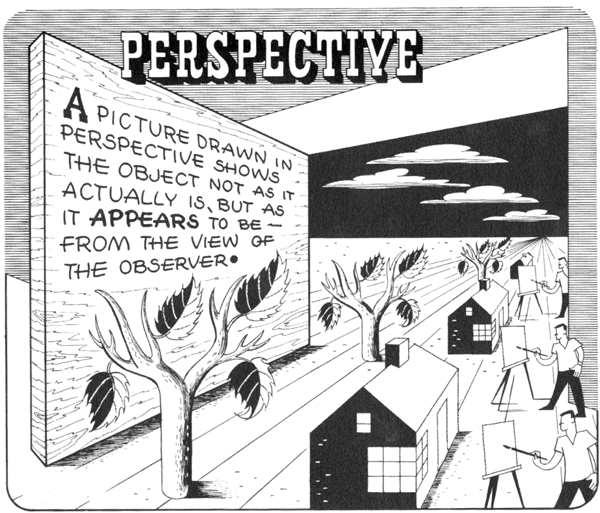 PERSPECTIVE
A PICTURE DRAWN IN
PERSPECTIVE SHOWS
THE OBJECT NOT AS IT
ACTUALLY IS, BUT AS
IT APPEARS TO BE —
FROM THE VIEW OF
THE OBSERVER•